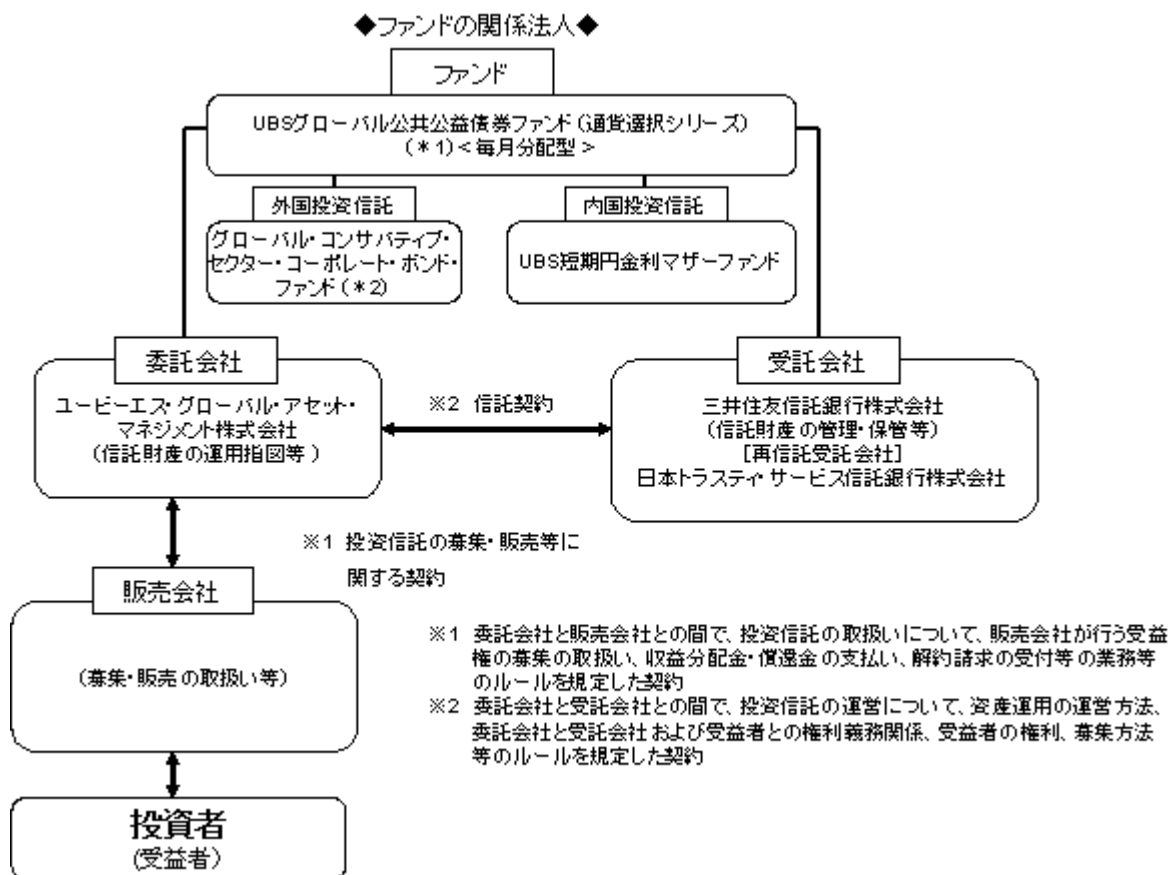 ◆ファンドの関係法人◆
ファンド
UBSグローバル公共公益債券ファンド(通貨選択シリーズ)
(*1)<毎月分配型>
外国投資信託
グローバル・コンサバティブ・
セクター・コーポレート・ボンド・
ファンド(*2)
内国投資信託
UBS短期円金利マザーファンド
委託会社
ユービーエス・グローバル・アセット・
マネジメント株式会社
(信託財産の運用指図等)
※2 信託契約
受託会社
三井住友信託銀行株式会社
(信託財産の管理・保管等)
[再信託受託会社]
日本トラスティ・サービス信託銀行株式会社
※1 投資信託の募集・販売等に
関する契約
販売会社
(募集・販売の取扱い等)
※1 委託会社と販売会社との間で、投資信託の取扱いについて、販売会社が行う受益
権の募集の取扱い、収益分配金・償還金の支払い、解約請求の受付等の業務等
のルールを規定した契約
※2 委託会社と受託会社との間で、投資信託の運営について、資産運用の運営方法、
委託会社と受託会社および受益者との権利義務関係、受益者の権利、募集方法
等のルールを規定した契約
投資者
(受益者)